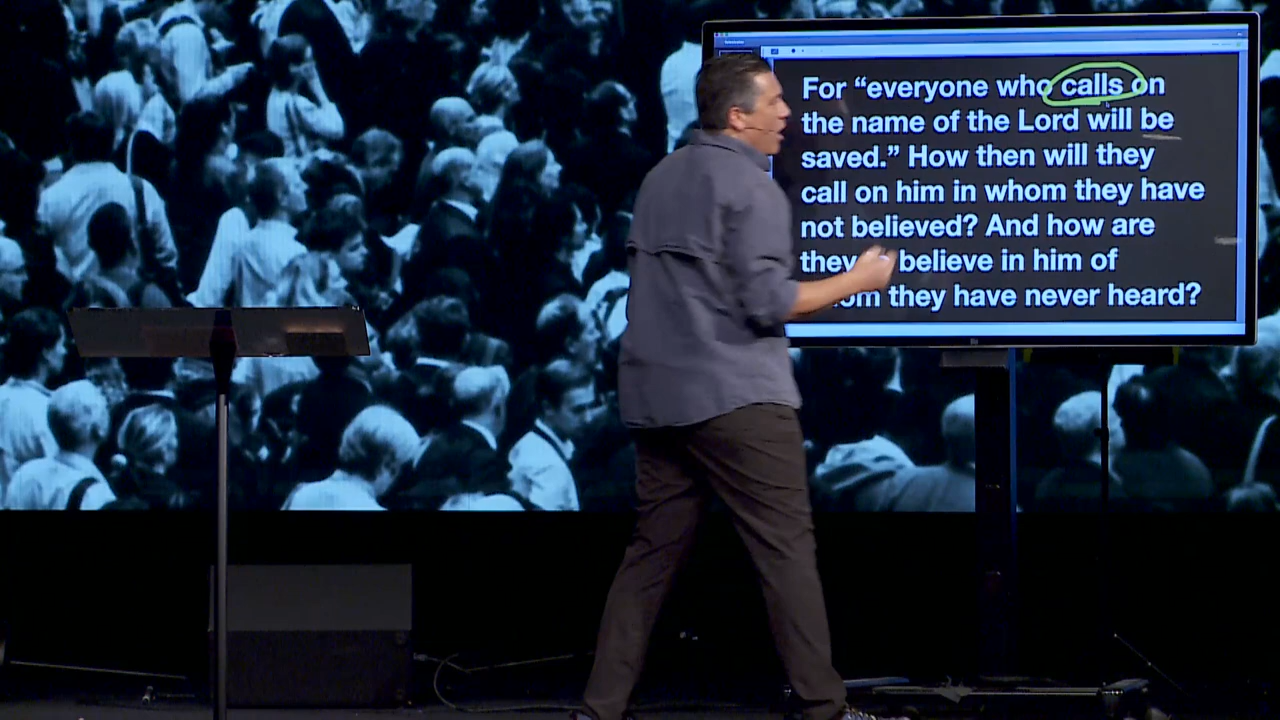 For “everyone who calls on
the name of the Lord will be
saved.” How then will they
call on him in whom they have
not believed? And how are
believe in him of
they have never heard?